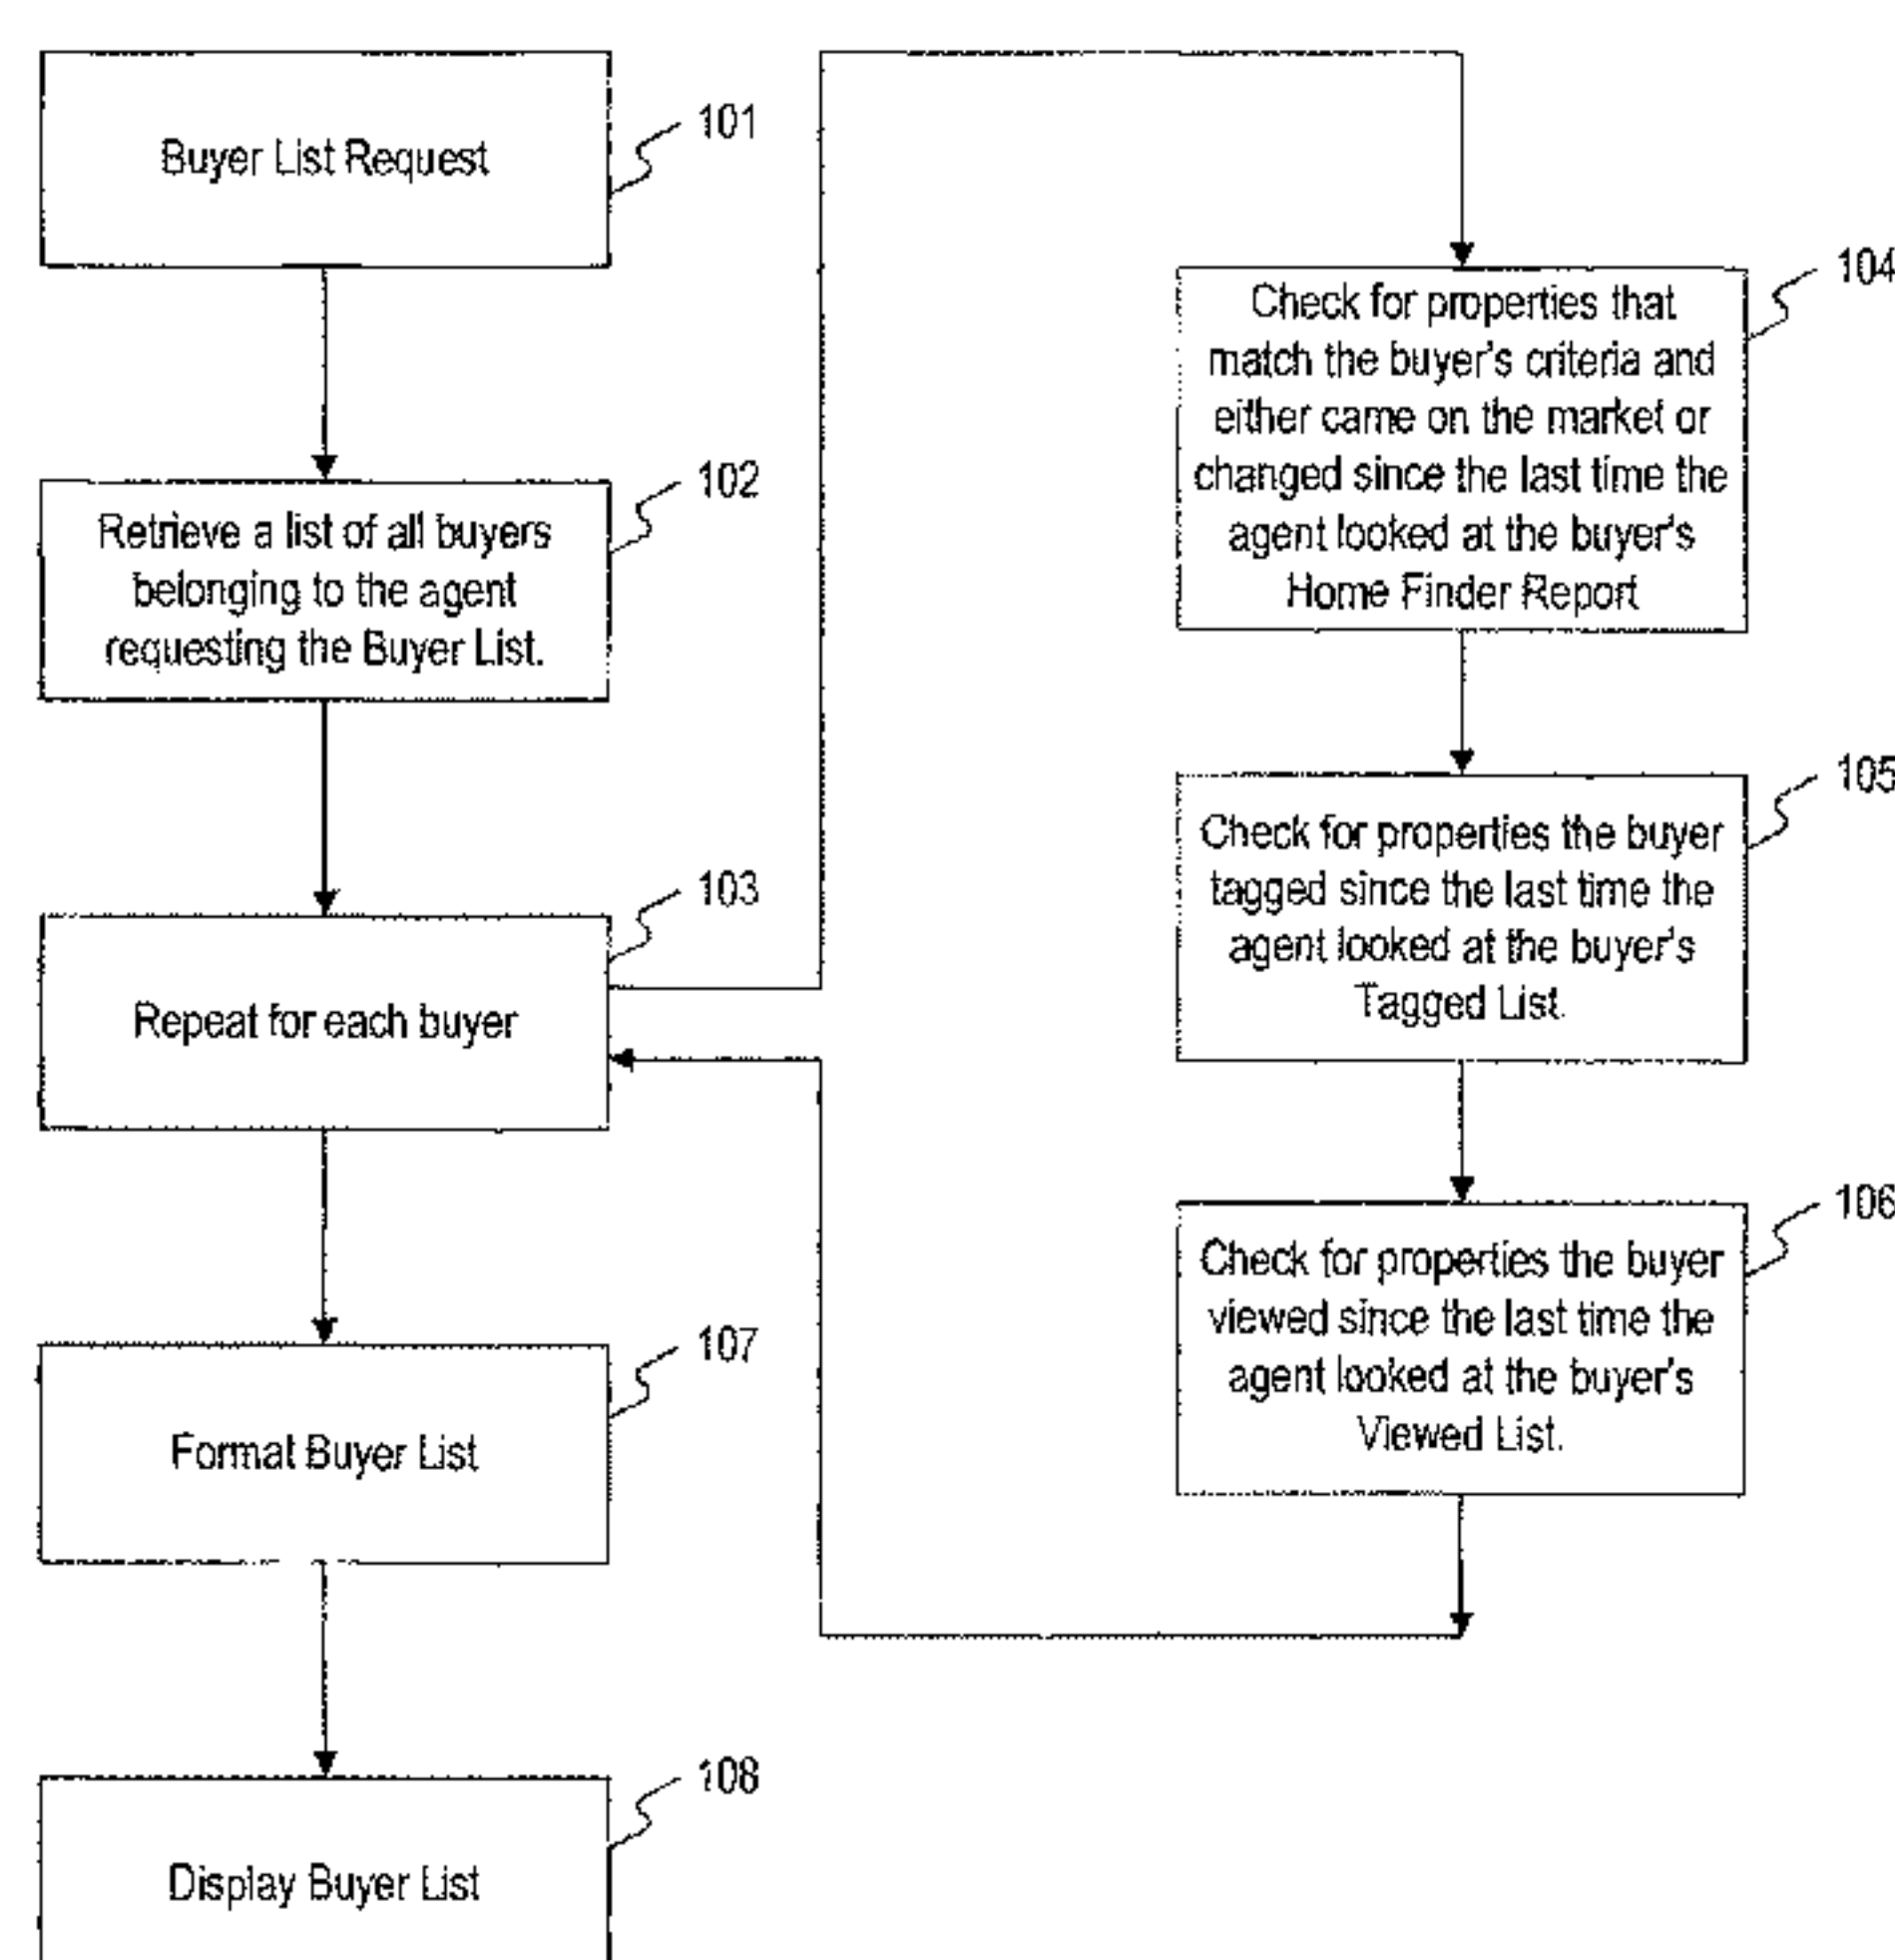 Buyer List Request
101
Retrieve a list of all buyers
belonging to the agent
requesting the Buyer List.
102
Repeat for each buyer
103
Check for properties that
match the buyer's criteria and
either came on the market or
changed since the last time the
agent looked at the buyer's
Home Finder Report
104
Check for properties the buyer
tagged since the last time the
agent looked at the buyer's
Tagged List.
105
Check for properties the buyer
viewed since the last time the
agent looked at the buyer's
Viewed List.
106
Format Buyer List
107
Display Buyer List
108